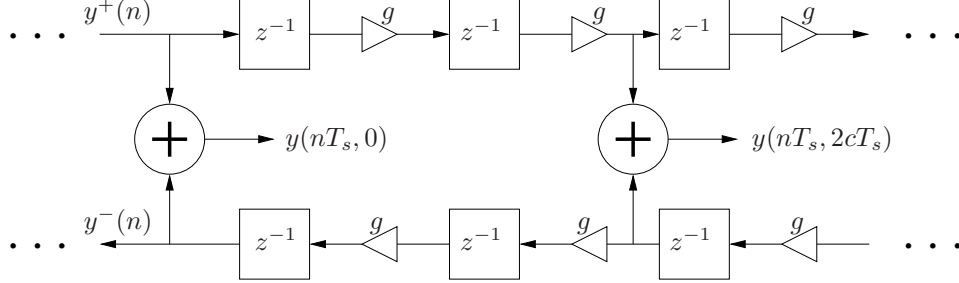 y⁺(n) z⁻¹ g z⁻¹ g z⁻¹ g
. . . . . .
+ y(nTₛ, 0) + y(nTₛ, 2cTₛ)
y⁻(n) z⁻¹ g z⁻¹ g z⁻¹ g
. . . . . .